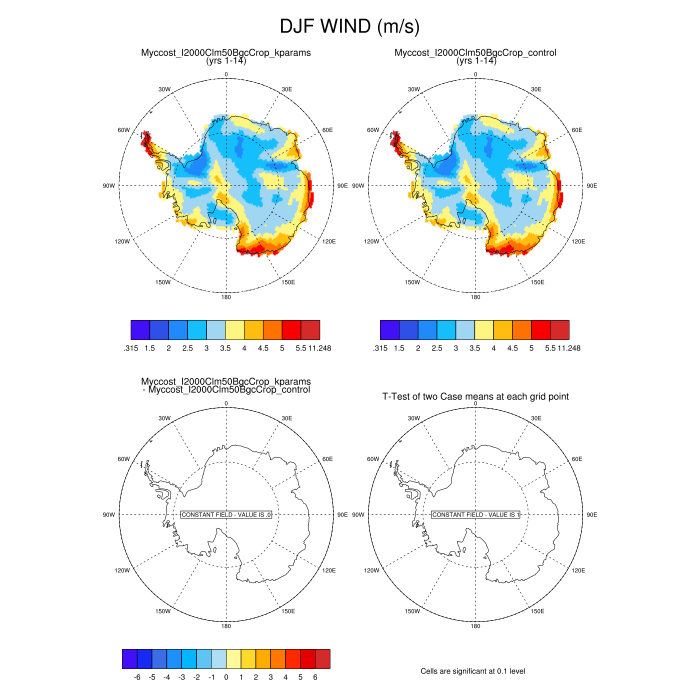 DJF WIND (m/s)
Myccost_I2000Clm50BgcCrop_kparams
(yrs 1-14)
0
30E
60E
90E
120E
150E
180
150W
120W
90W
60W
30W
.315 1.5 2 2.5 3 3.5 4 4.5 5 5.5 11.248
Myccost_I2000Clm50BgcCrop_control
(yrs 1-14)
0
30E
60E
90E
120E
150E
180
150W
120W
90W
60W
30W
.315 1.5 2 2.5 3 3.5 4 4.5 5 5.5 11.248
Myccost_I2000Clm50BgcCrop_kparams
- Myccost_I2000Clm50BgcCrop_control
0
30E
60E
90E
120E
150E
180
150W
120W
90W
60W
30W
CONSTANT FIELD - VALUE IS .0
-6 -5 -4 -3 -2 -1 0 1 2 3 4 5 6
T-Test of two Case means at each grid point
0
30E
60E
90E
120E
150E
180
150W
120W
90W
60W
30W
CONSTANT FIELD - VALUE IS 1
Cells are significant at 0.1 level